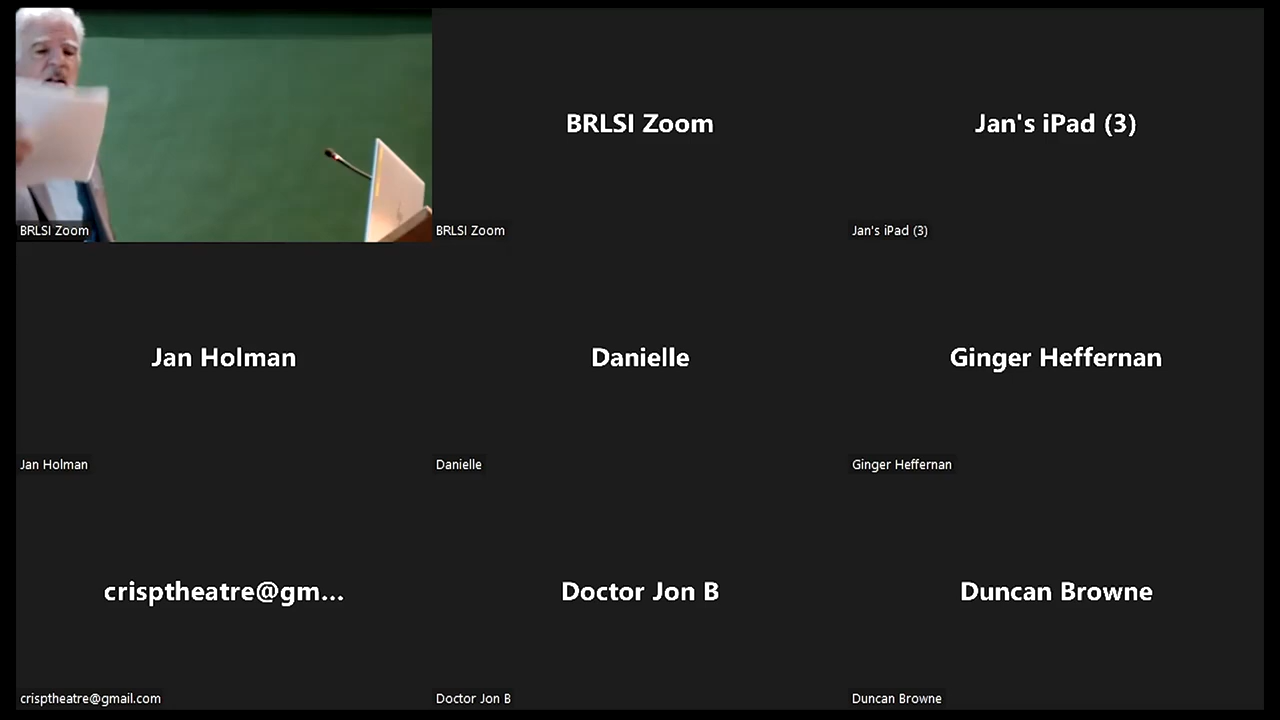 BRLSI Zoom
Jan's iPad (3)
BRLSI Zoom
BRLSI Zoom
Jan's iPad (3)
Jan Holman
Danielle
Ginger Heffernan
Jan Holman
Danielle
Ginger Heffernan
crisptheatre@gm...
Doctor Jon B
Duncan Browne
crisptheatre@gmail.com
Doctor Jon B
Duncan Browne